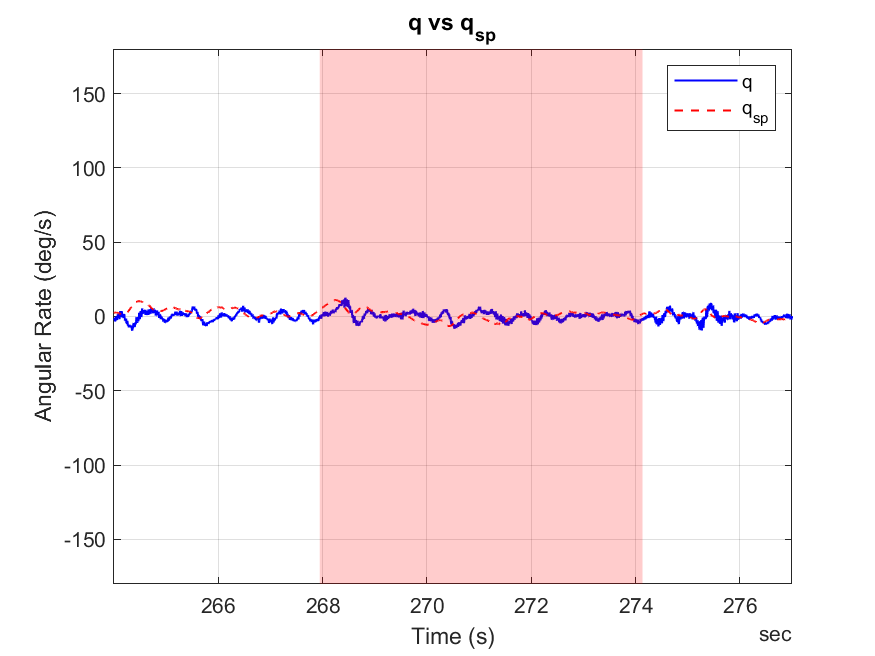 q vs q_sp
q
q_sp
150
100
50
0
-50
-100
-150
Angular Rate (deg/s)
266 268 270 272 274 276
Time (s)
sec